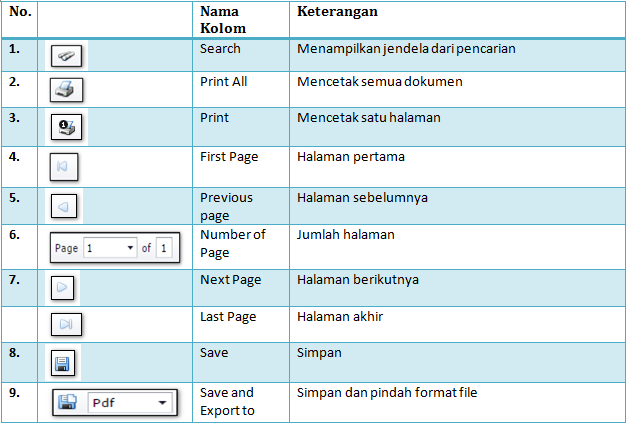 No. Nama Keterangan
Kolom
1. Search Menampilkan jendela dari pencarian
2. Print All Mencetak semua dokumen
3. 1 Print Mencetak satu halaman
4. First Page Halaman pertama
5. Previous Halaman sebelumnya
page
6. Page 1 of 1 Number of Jumlah halaman
Page
7. Next Page Halaman berikutnya
Last Page Halaman akhir
8. Save Simpan
9. Pdf Save and Simpan dan pindah format file
Export to